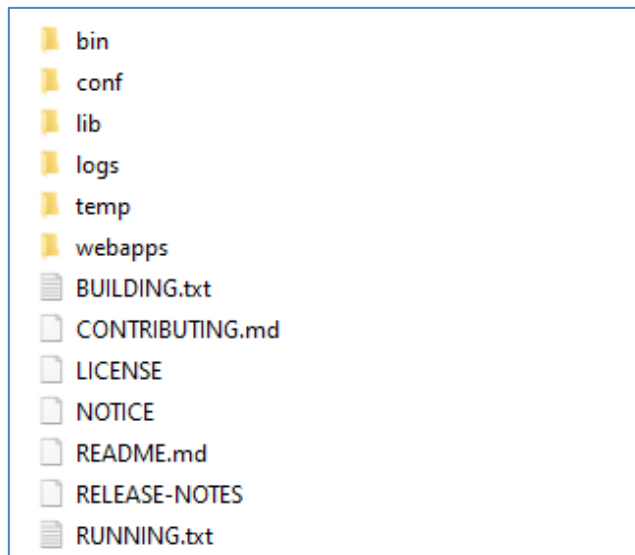 bin
conf
lib
logs
temp
webapps
BUILDING.txt
CONTRIBUTING.md
LICENSE
NOTICE
README.md
RELEASE-NOTES
RUNNING.txt